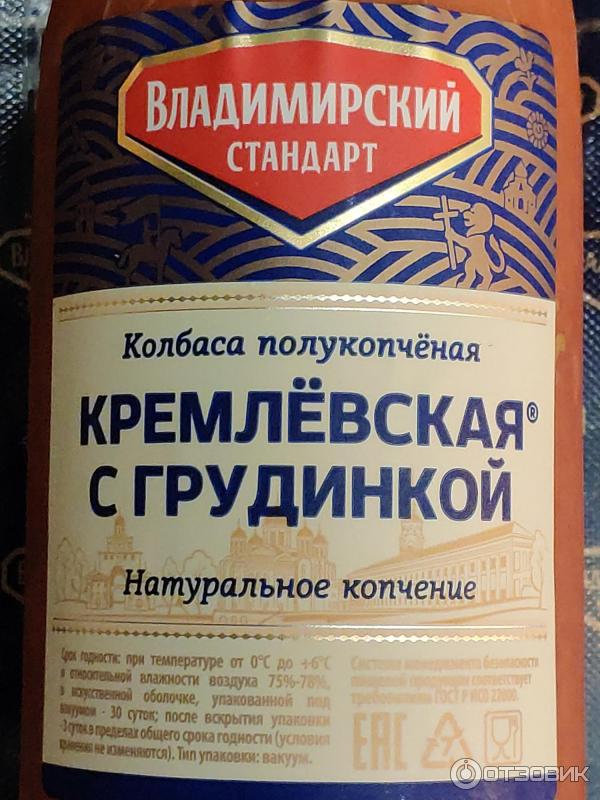 ВЛАДИМИРСКИЙ
СТАНДАРТ
Колбаса полукопчёная
КРЕМЛЁВСКАЯ®
С ГРУДИНКОЙ
Натуральное копчение
Срок годности: при температуре от 0°С до +6°С
и относительной влажности воздуха 75%-78%,
в искусственной оболочке, упакованной под
вакуумом - 30 суток; после вскрытия упаковки
-3 суток в пределах общего срока годности (условия
хранения не изменяются). Тип упаковки: вакуум.
Система менеджмента безопасности
пищевой продукции соответствует
требованиям ГОСТ Р ИСО 22000.
ЕАС
ОТЗОВИК